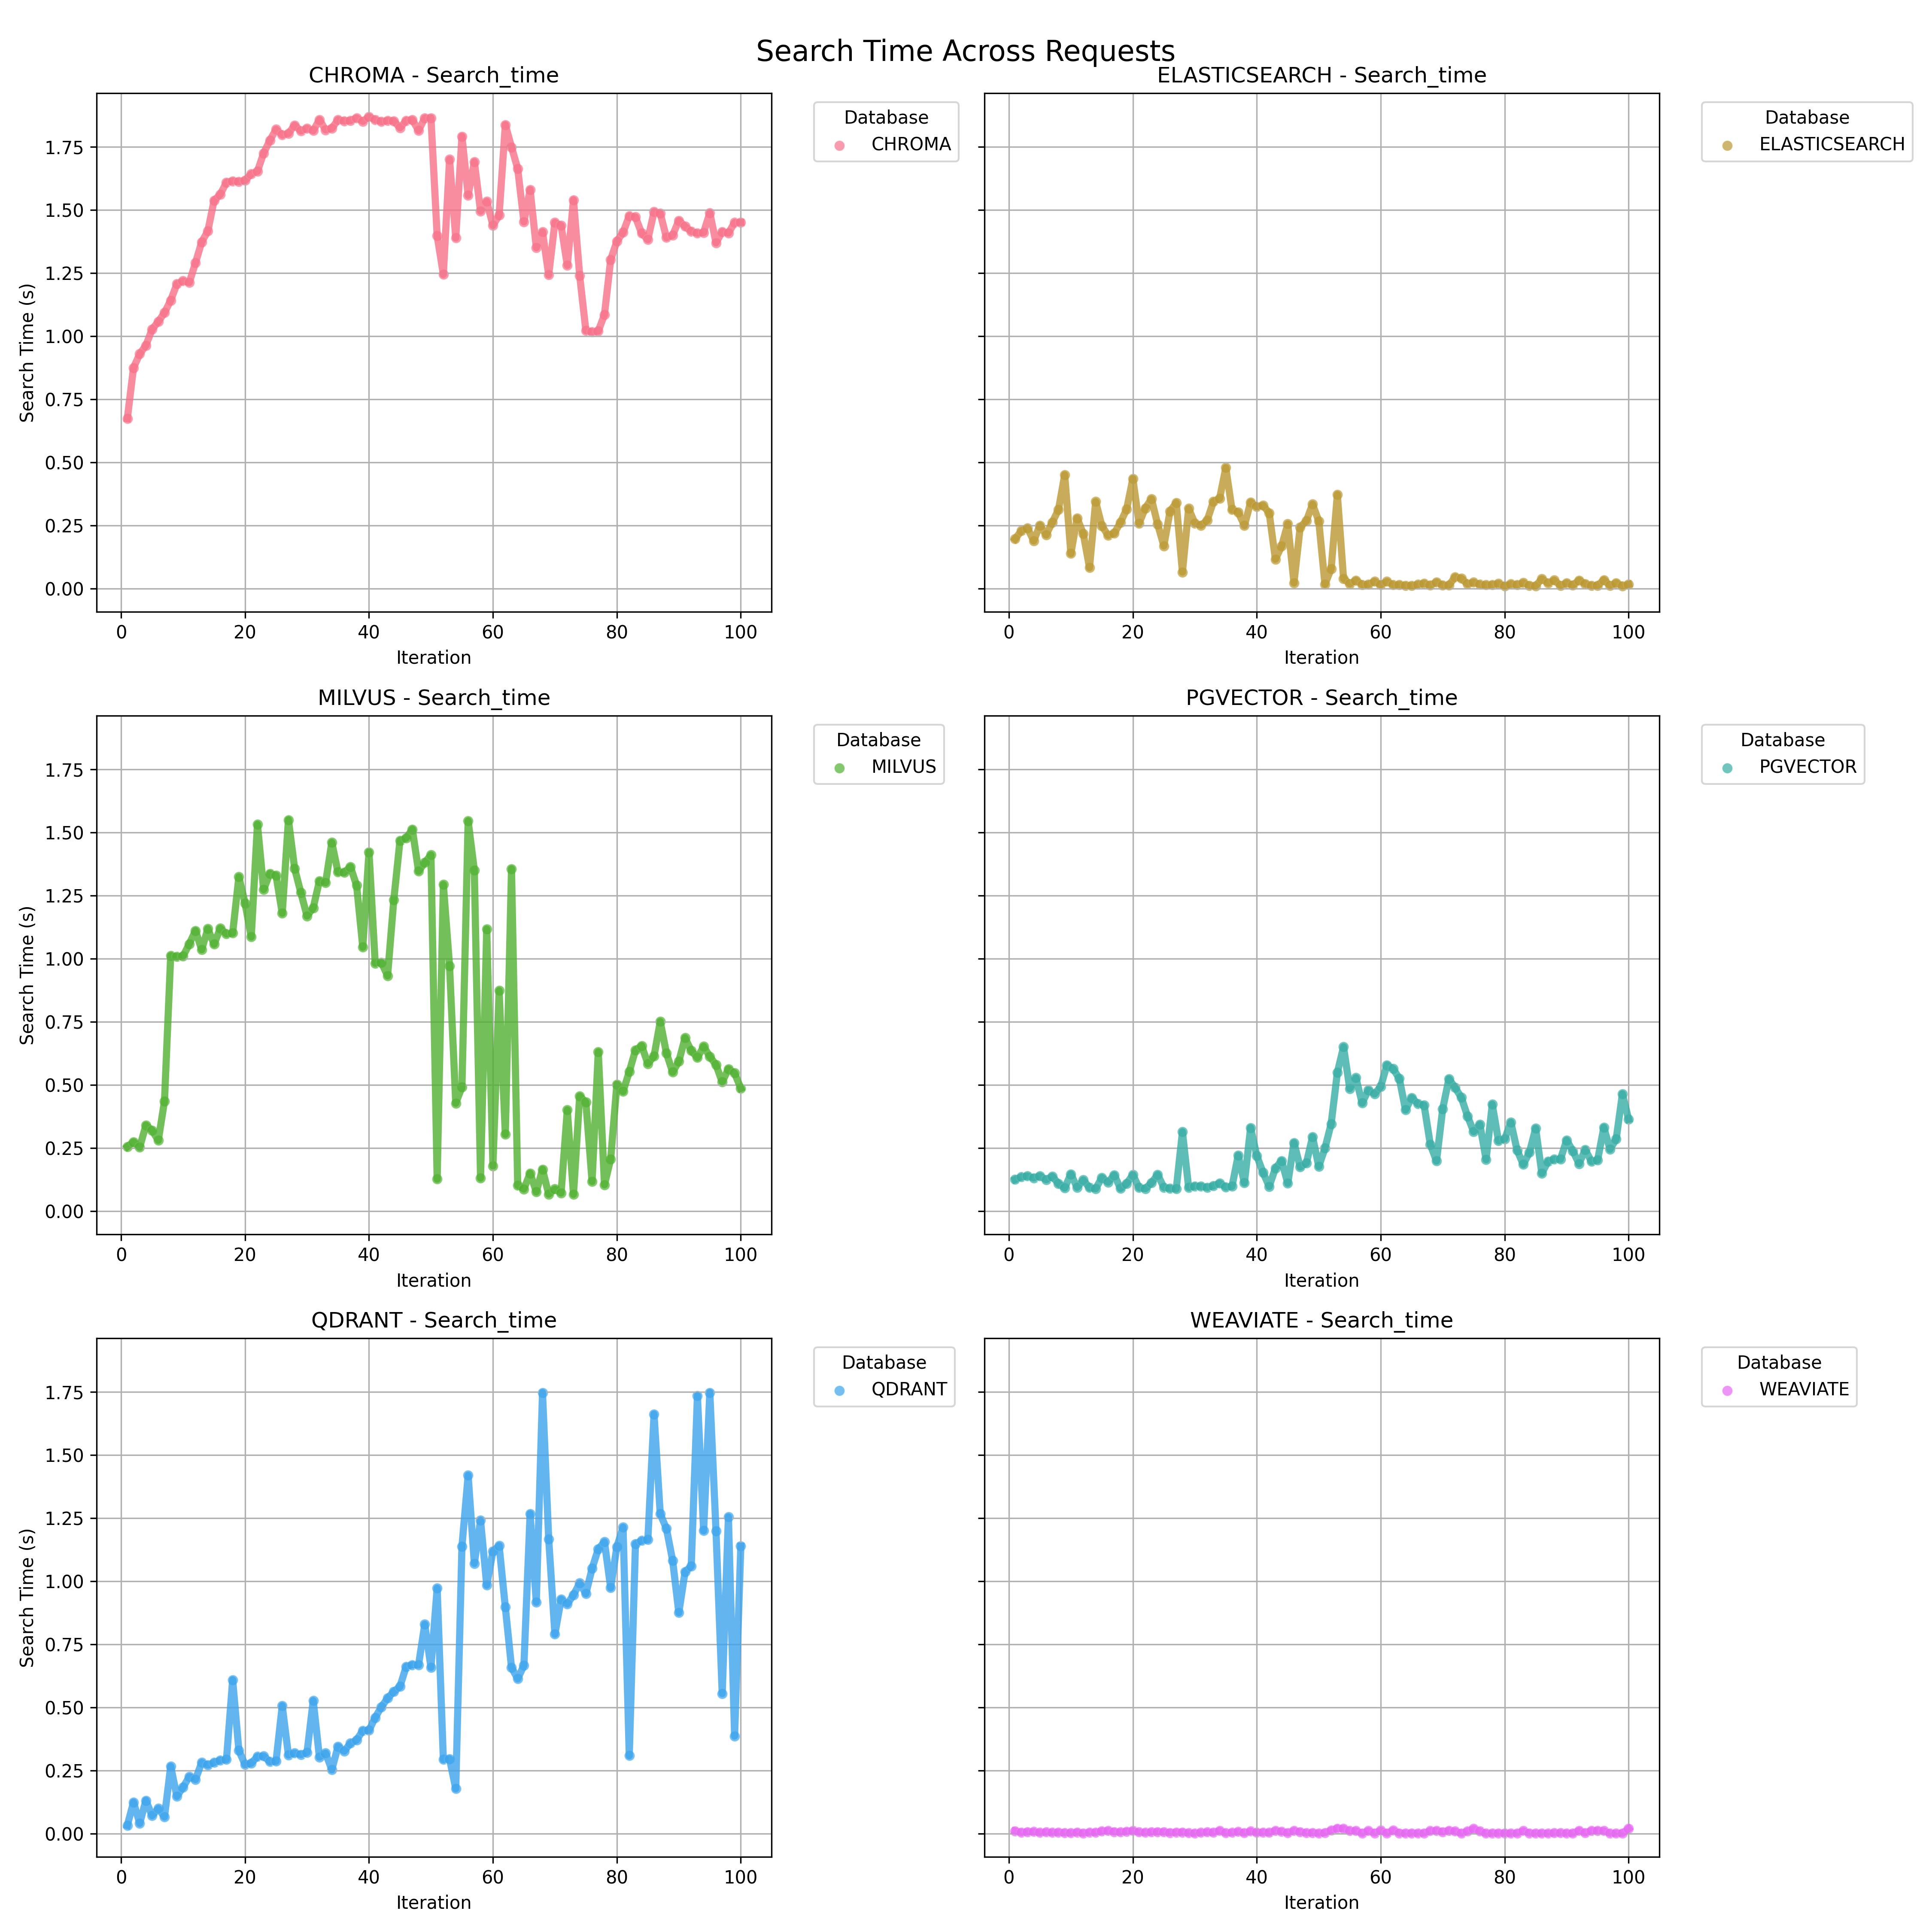 Search Time Across Requests
CHROMA - Search_time
Search Time (s)
1.75
1.50
1.25
1.00
0.75
0.50
0.25
0.00
0 20 40 60 80 100
Iteration
Database
CHROMA
ELASTICSEARCH - Search_time
0 20 40 60 80 100
Iteration
Database
ELASTICSEARCH
MILVUS - Search_time
Search Time (s)
1.75
1.50
1.25
1.00
0.75
0.50
0.25
0.00
0 20 40 60 80 100
Iteration
Database
MILVUS
PGVECTOR - Search_time
0 20 40 60 80 100
Iteration
Database
PGVECTOR
QDRANT - Search_time
Search Time (s)
1.75
1.50
1.25
1.00
0.75
0.50
0.25
0.00
0 20 40 60 80 100
Iteration
Database
QDRANT
WEAVIATE - Search_time
0 20 40 60 80 100
Iteration
Database
WEAVIATE